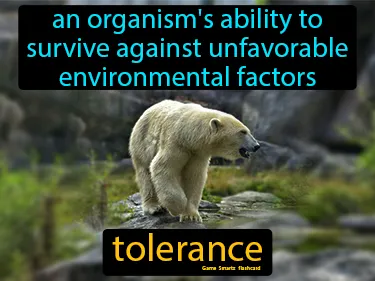 an organism's ability to
survive against unfavorable
environmental factors
tolerance
Game Smartz flashcard